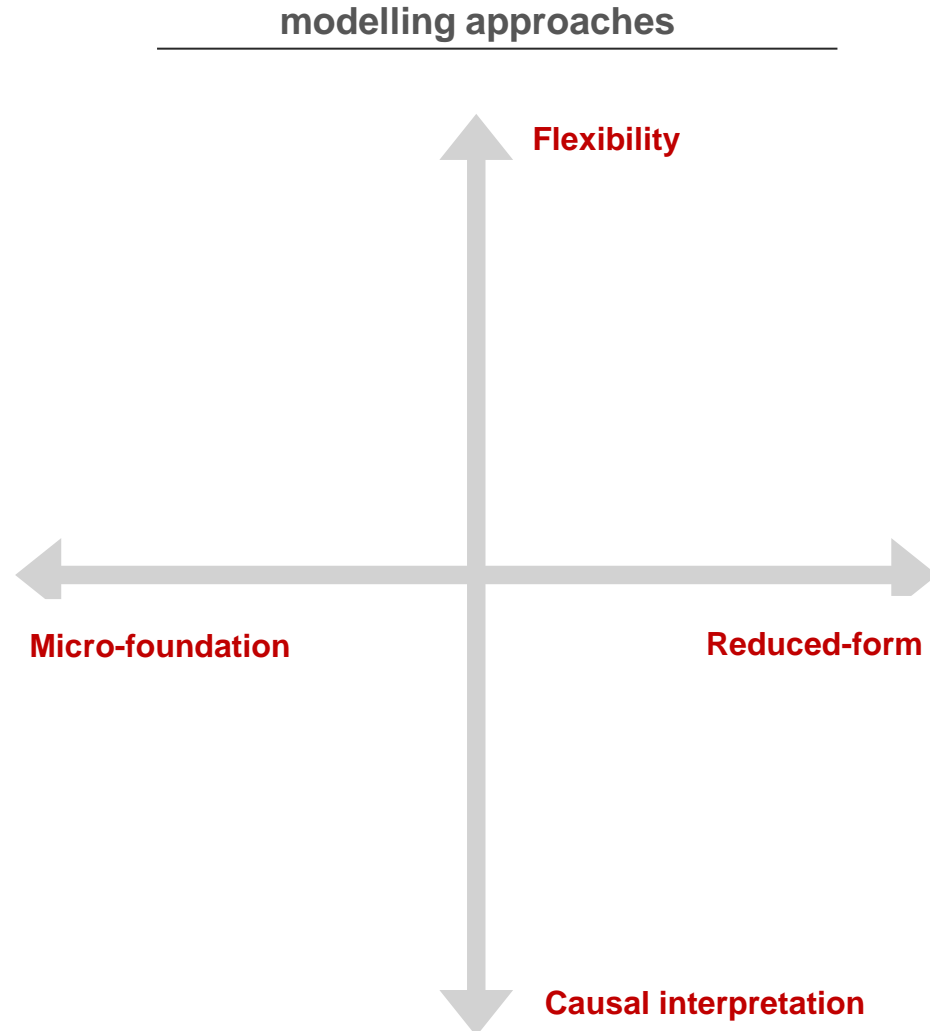 modelling approaches
Flexibility
Micro-foundation
Reduced-form
Causal interpretation